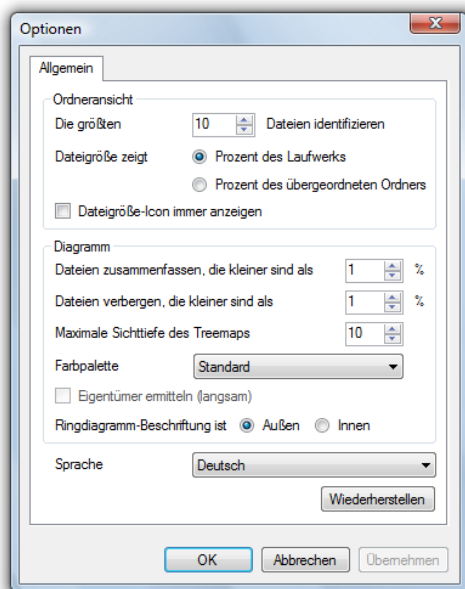 Optionen
Allgemein
Ordneransicht
Die größten 10 Dateien identifizieren
Dateigröße zeigt Prozent des Laufwerks
Prozent des übergeordneten Ordners
Dateigröße-Icon immer anzeigen
Diagramm
Dateien zusammenfassen, die kleiner sind als 1 %
Dateien verbergen, die kleiner sind als 1 %
Maximale Sichttiefe des Treemaps 10
Farbpalette Standard
Eigentümer ermitteln (langsam)
Ringdiagramm-Beschriftung ist Außen Innen
Sprache Deutsch
Wiederherstellen
OK Abbrechen Übernehmen